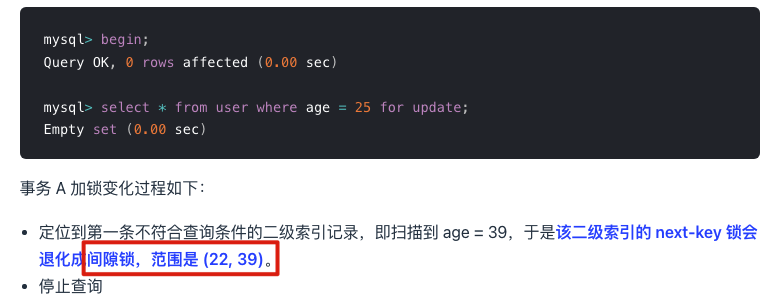 mysql> begin;
Query OK, 0 rows affected (0.00 sec)
mysql> select * from user where age = 25 for update;
Empty set (0.00 sec)
事务 A 加锁变化过程如下：
• 定位到第一条不符合查询条件的二级索引记录，即扫描到 age = 39，于是该二级索引的 next-key 锁会
退化成间隙锁，范围是 (22, 39)。
• 停止查询